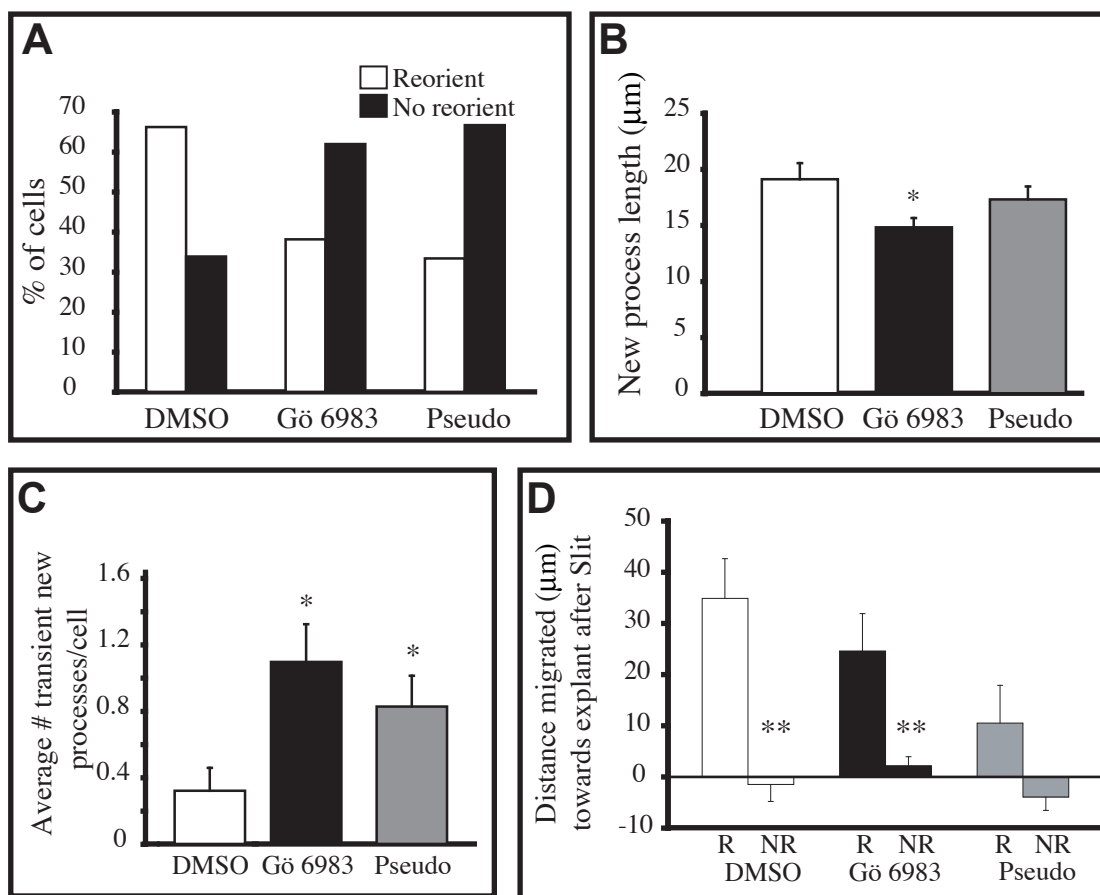 A
Reorient
No reorient
% of cells
70
60
50
40
30
20
10
0
DMSO Gö 6983 Pseudo
B
New process length (μm)
25
20
15
10
5
0
*
DMSO Gö 6983 Pseudo
C
Average # transient new
processes/cell
1.6
1.2
0.8
0.4
0
*
*
DMSO Gö 6983 Pseudo
D
Distance migrated (μm)
towards explant after Slit
50
40
30
20
10
0
-10
**
**
R NR R NR R NR
DMSO Gö 6983 Pseudo